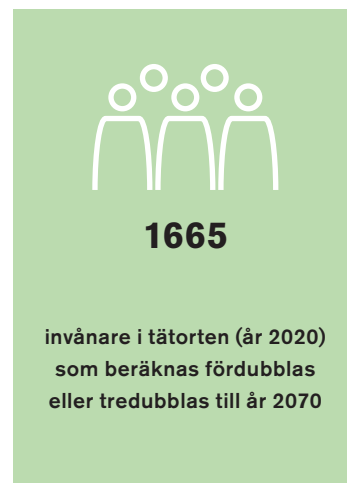 1665
invånare i tätorten (år 2020)
som beräknas fördubblas
eller tredubblas till år 2070